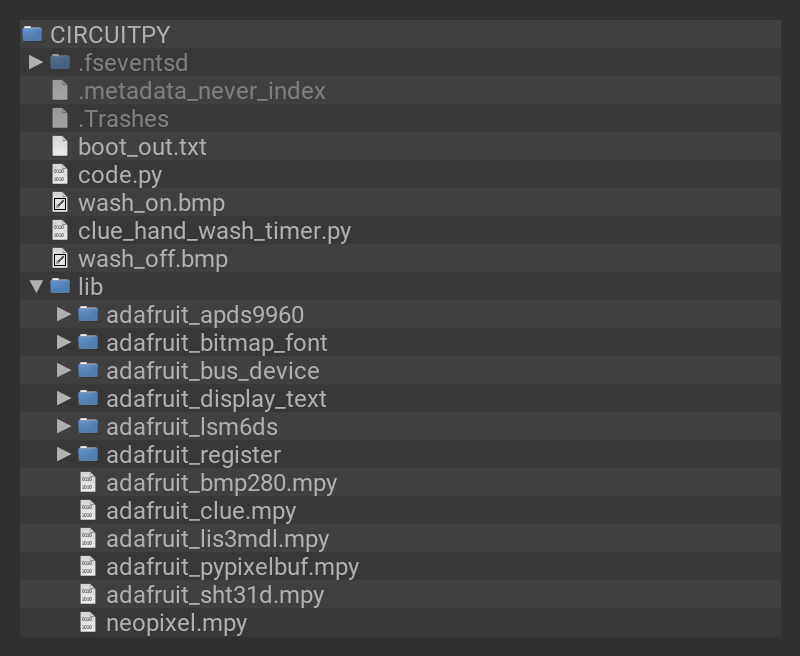 CIRCUITPY
.fseventsd
.metadata_never_index
.Trashes
boot_out.txt
code.py
wash_on.bmp
clue_hand_wash_timer.py
wash_off.bmp
lib
adafruit_apds9960
adafruit_bitmap_font
adafruit_bus_device
adafruit_display_text
adafruit_lsm6ds
adafruit_register
adafruit_bmp280.mpy
adafruit_clue.mpy
adafruit_lis3mdl.mpy
adafruit_pypixelbuf.mpy
adafruit_sht31d.mpy
neopixel.mpy